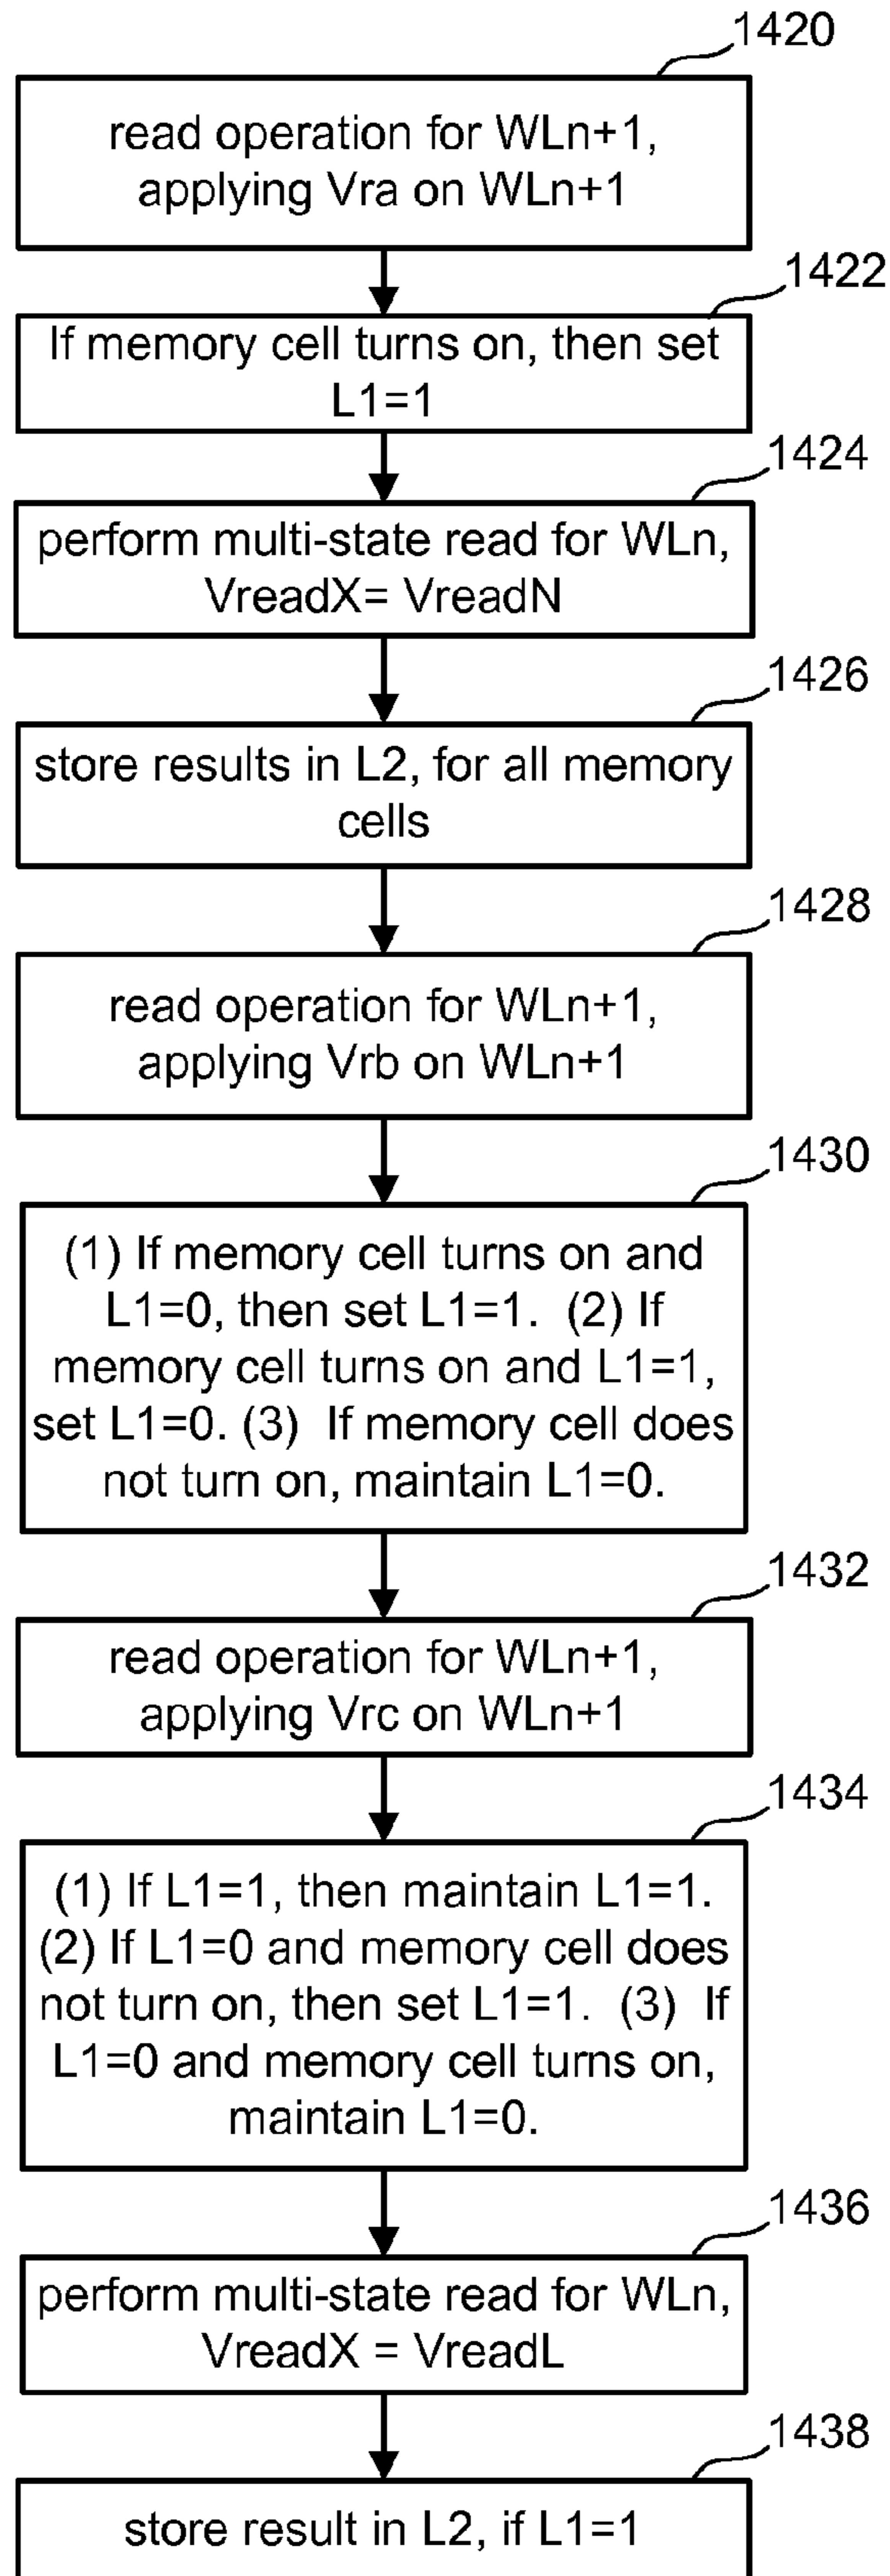 1420
read operation for WLn+1,
applying Vra on WLn+1
1422
If memory cell turns on, then set
L1=1
1424
perform multi-state read for WLn,
VreadX= VreadN
1426
store results in L2, for all memory
cells
1428
read operation for WLn+1,
applying Vrb on WLn+1
1430
(1) If memory cell turns on and
L1=0, then set L1=1.  (2) If
memory cell turns on and L1=1,
set L1=0. (3)  If memory cell does
not turn on, maintain L1=0.
1432
read operation for WLn+1,
applying Vrc on WLn+1
1434
(1) If L1=1, then maintain L1=1.
(2) If L1=0 and memory cell does
not turn on, then set L1=1.  (3)  If
L1=0 and memory cell turns on,
maintain L1=0.
1436
perform multi-state read for WLn,
VreadX = VreadL
1438
store result in L2, if L1=1